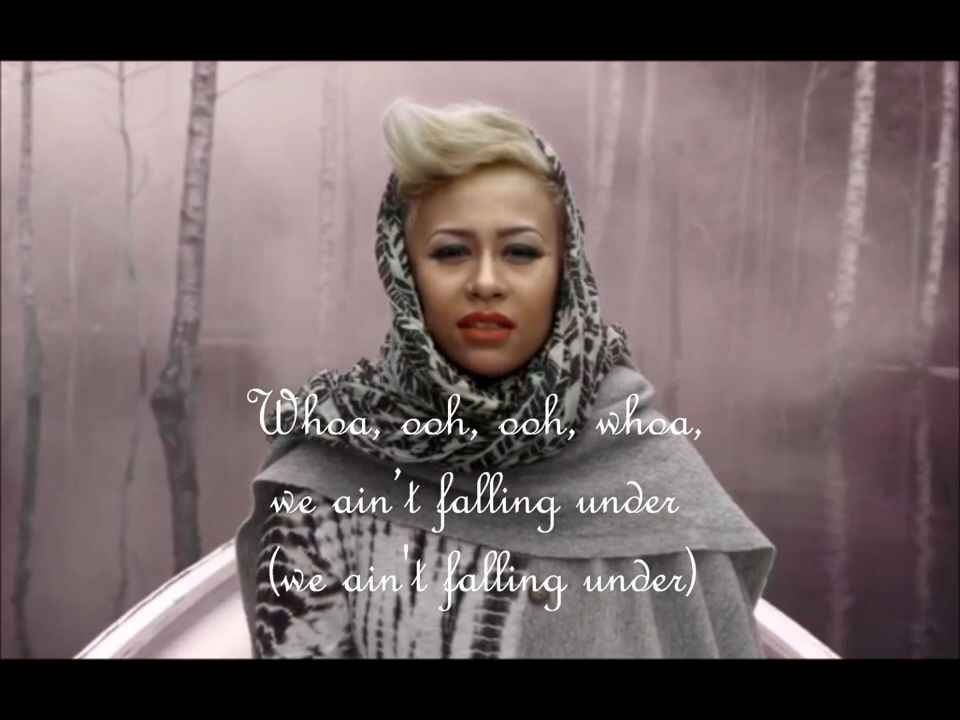 Whoa, ooh, ooh, whoa,
we ain't falling under
(we ain't falling under)